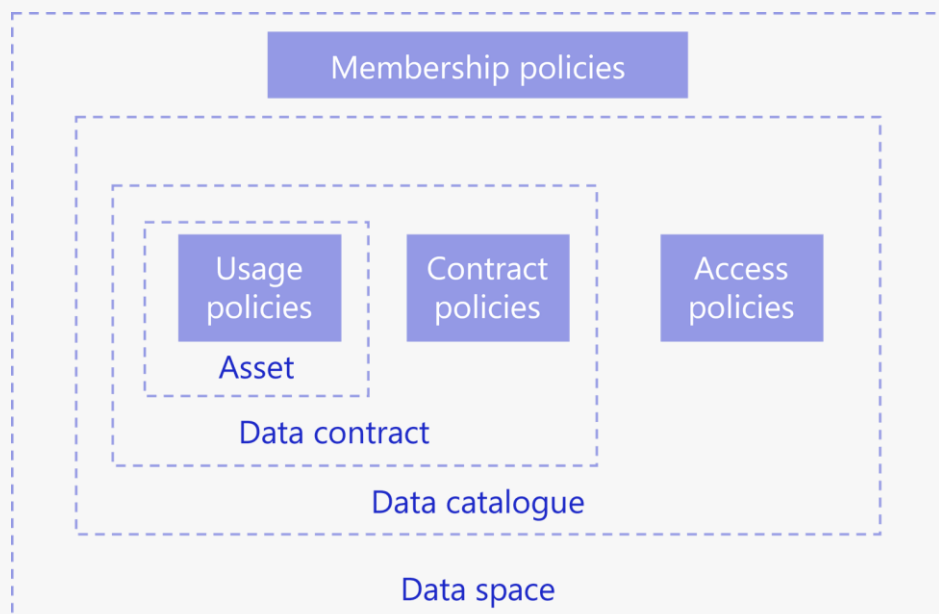 Membership policies
Usage
policies
Contract
policies
Access
policies
Asset
Data contract
Data catalogue
Data space